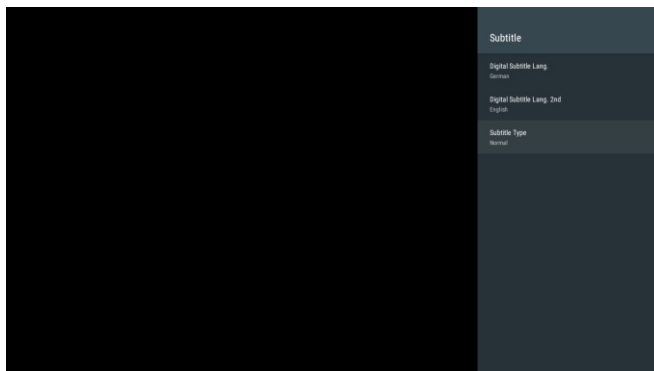 Subtitle
Digital Subtitle Lang.
German
Digital Subtitle Lang. 2nd
English
Subtitle Type
Normal